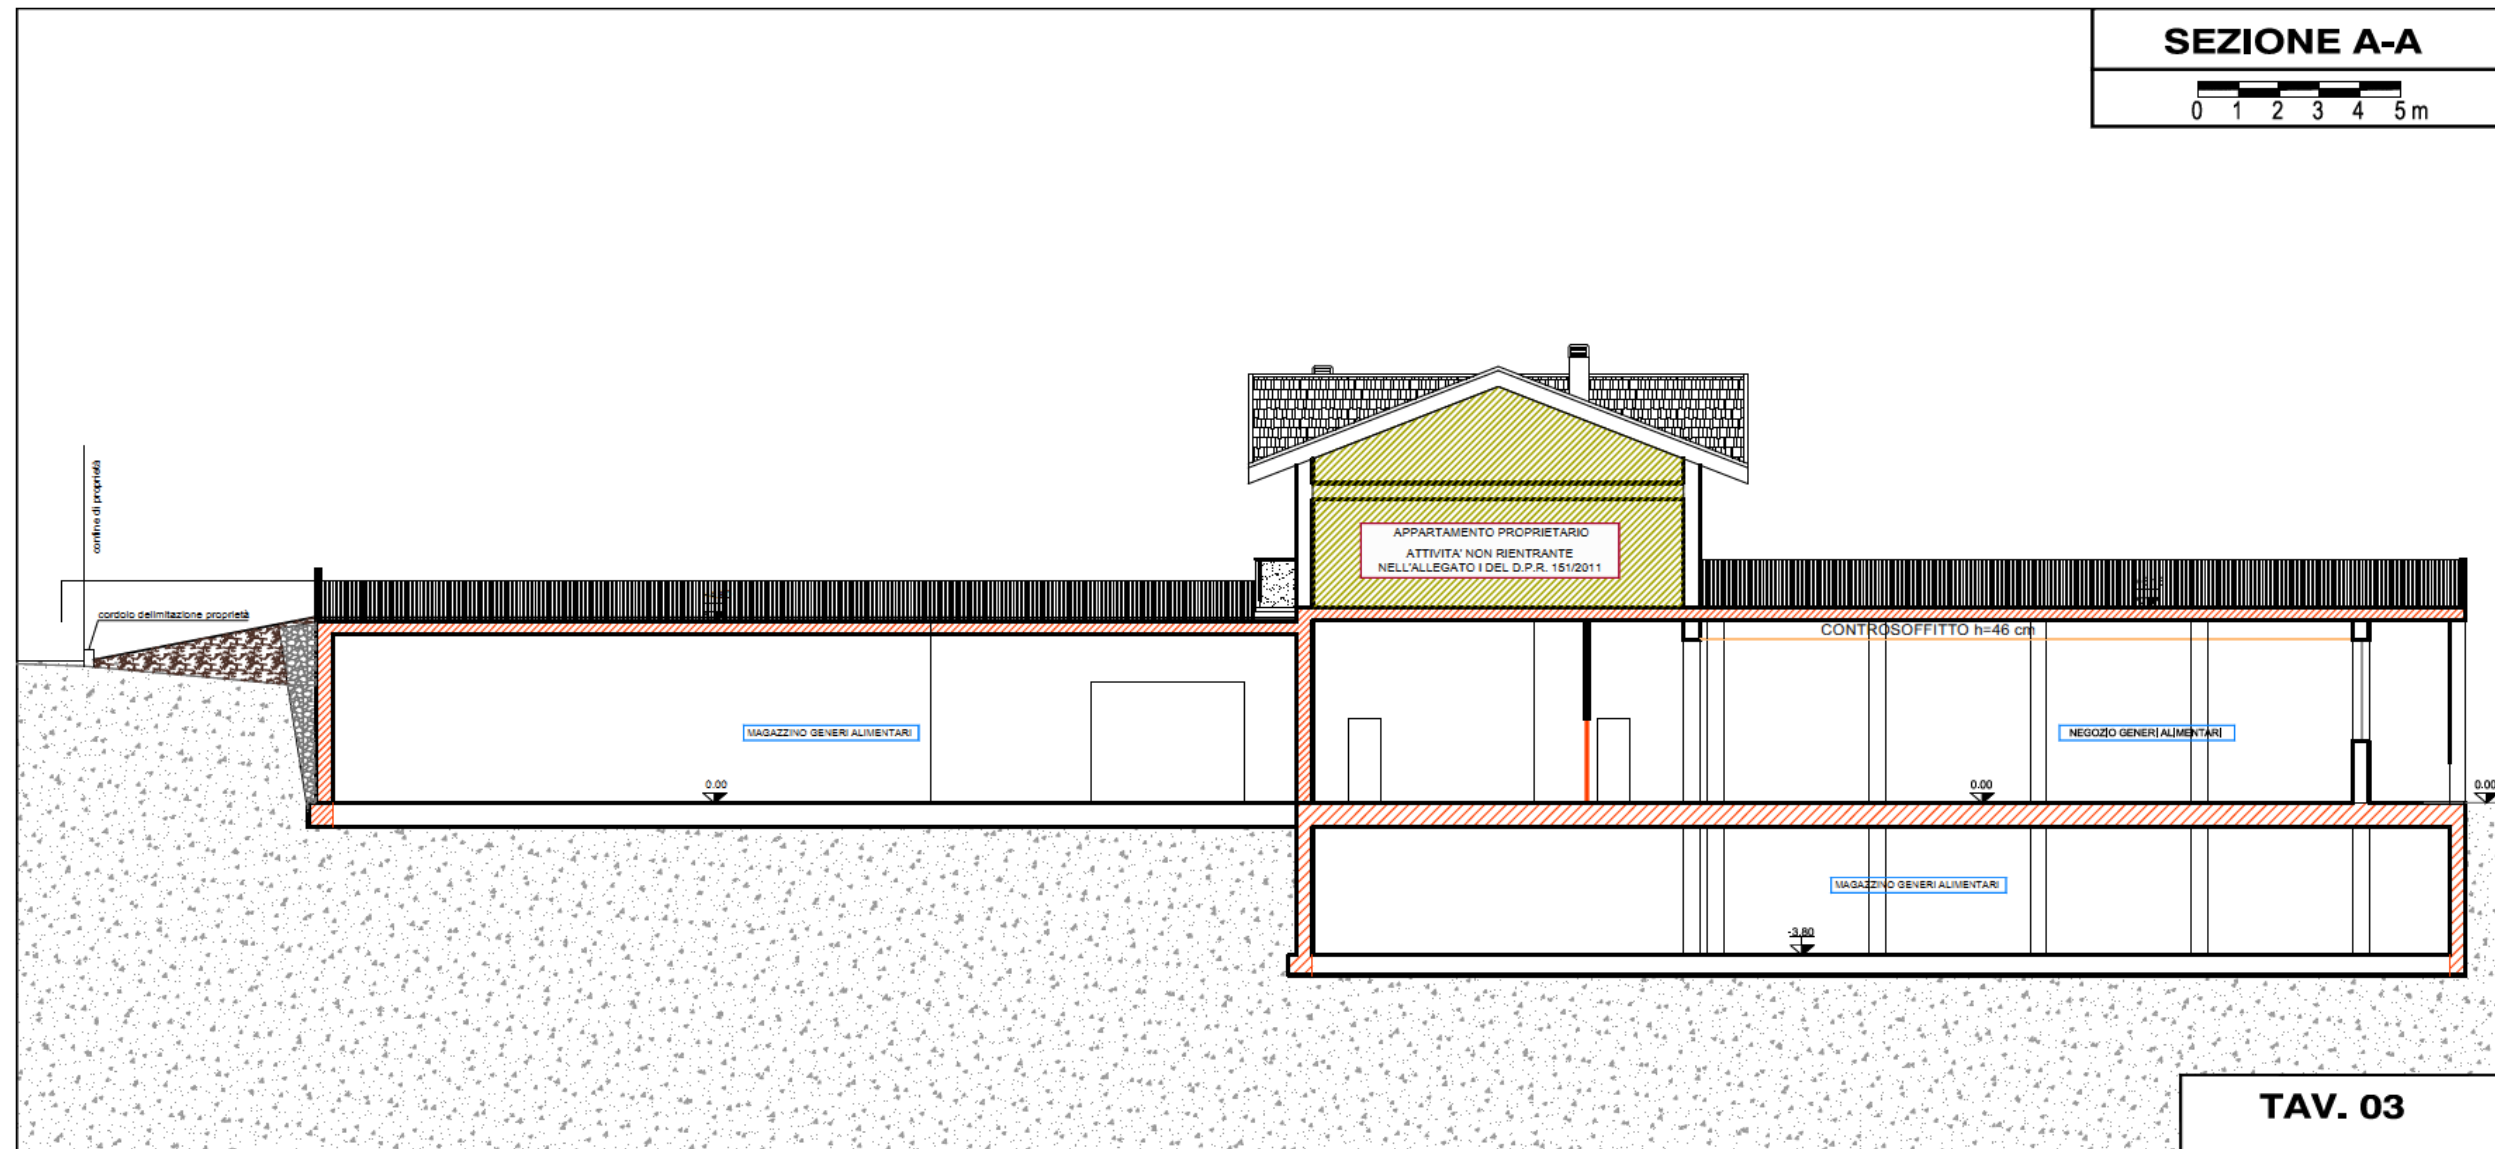 SEZIONE A-A
0 1 2 3 4 5 m
confine di proprietà
APPARTAMENTO PROPRIETARIO
ATTIVITA' NON RIENTRANTE
NELL'ALLEGATO I DEL D.P.R. 151/2011
cordolo delimitazione proprietà
CONTROSOFFITTO h=46 cm
MAGAZZINO GENERI ALIMENTARI
NEGOZIO GENERI ALIMENTARI
0.00
0.00
0.00
MAGAZZINO GENERI ALIMENTARI
-3.80
TAV. 03